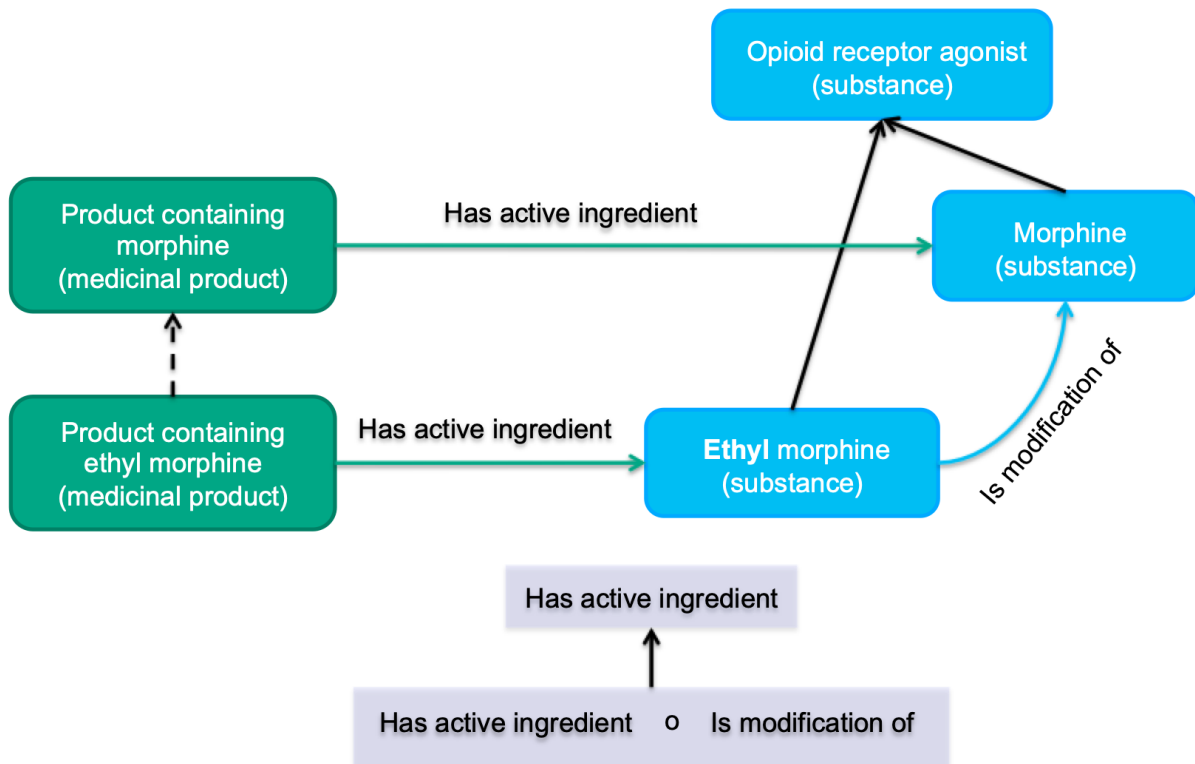 Opioid receptor agonist
(substance)
Product containing
morphine
(medicinal product)
Has active ingredient
Morphine
(substance)
Product containing
ethyl morphine
(medicinal product)
Has active ingredient
Ethyl morphine
(substance)
Is modification of
Has active ingredient
Has active ingredient o Is modification of